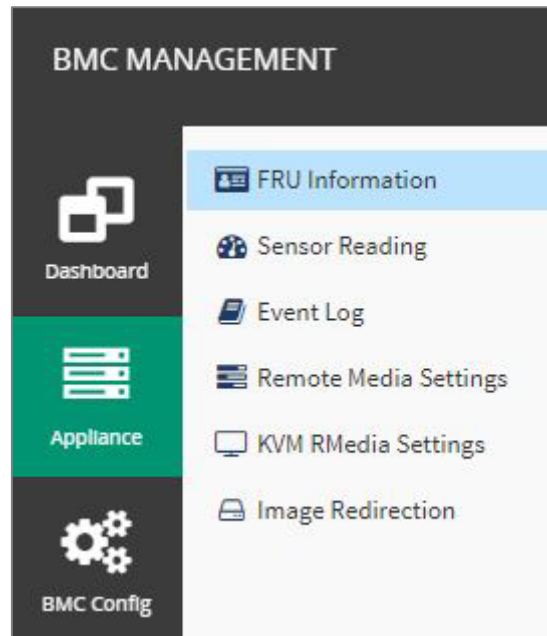 BMC MANAGEMENT
Dashboard
Appliance
BMC Config
FRU Information
Sensor Reading
Event Log
Remote Media Settings
KVM RMedia Settings
Image Redirection